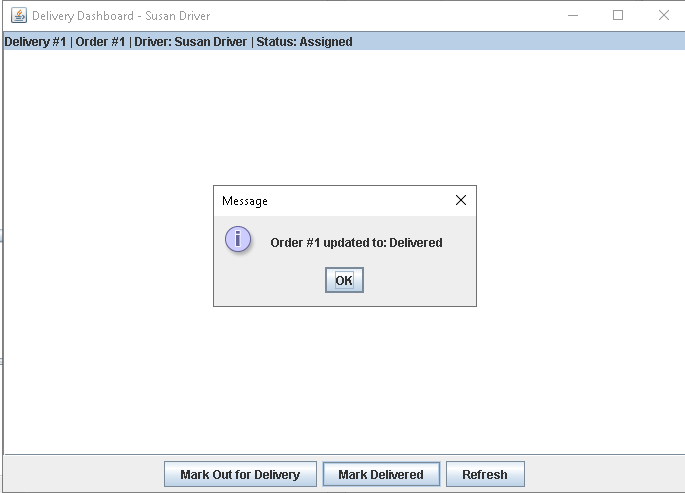 Delivery Dashboard - Susan Driver
Delivery #1 | Order #1 | Driver: Susan Driver | Status: Assigned
Message
Order #1 updated to: Delivered
OK
Mark Out for Delivery Mark Delivered Refresh